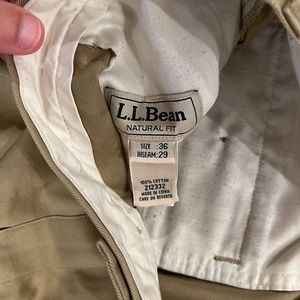 L.L.Bean
NATURAL FIT
SIZE :36
INSEAM: 29
100% COTTON
212332
MADE IN CHINA
CARE ON REVERSE